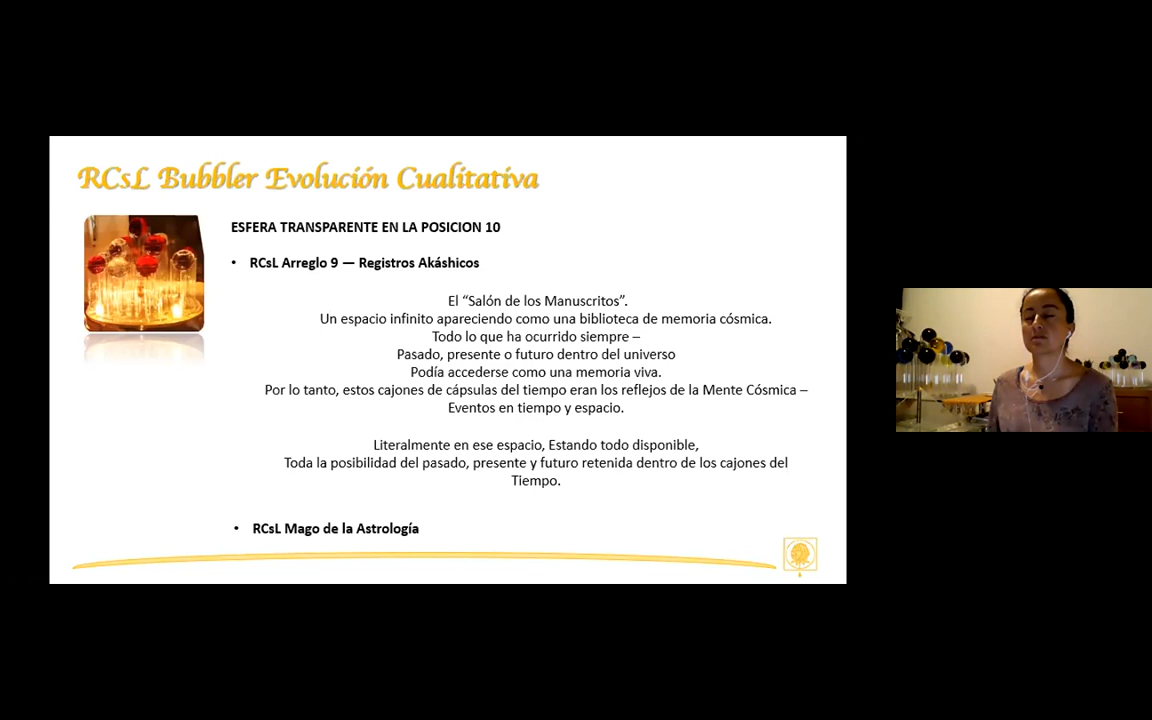 RCsL Bubbler Evolución Cualitativa
ESFERA TRANSPARENTE EN LA POSICION 10
• RCsL Arreglo 9 — Registros Akáshicos
El “Salón de los Manuscritos”.
Un espacio infinito apareciendo como una biblioteca de memoria cósmica.
Todo lo que ha ocurrido siempre –
Pasado, presente o futuro dentro del universo
Podía accederse como una memoria viva.
Por lo tanto, estos cajones de cápsulas del tiempo eran los reflejos de la Mente Cósmica –
Eventos en tiempo y espacio.
Literalmente en ese espacio, Estando todo disponible,
Toda la posibilidad del pasado, presente y futuro retenida dentro de los cajones del
Tiempo.
• RCsL Mago de la Astrología